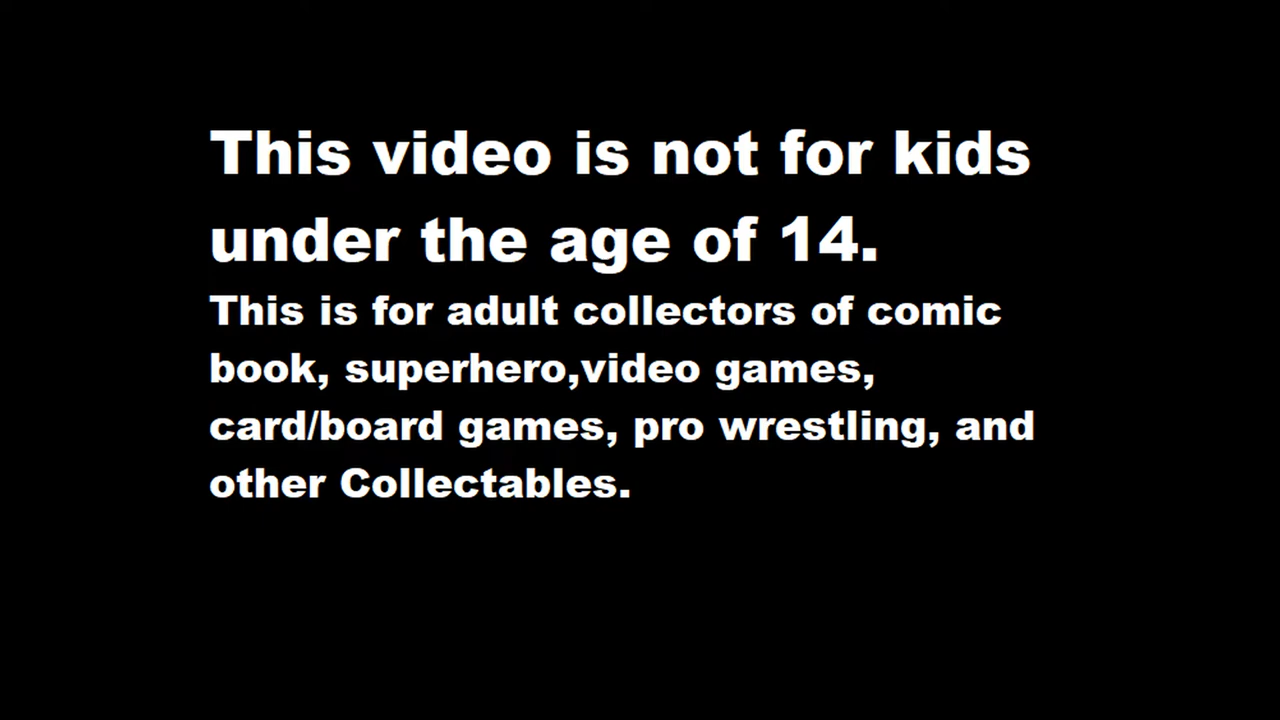 This video is not for kids
under the age of 14.
This is for adult collectors of comic
book, superhero,video games,
card/board games, pro wrestling, and
other Collectables.